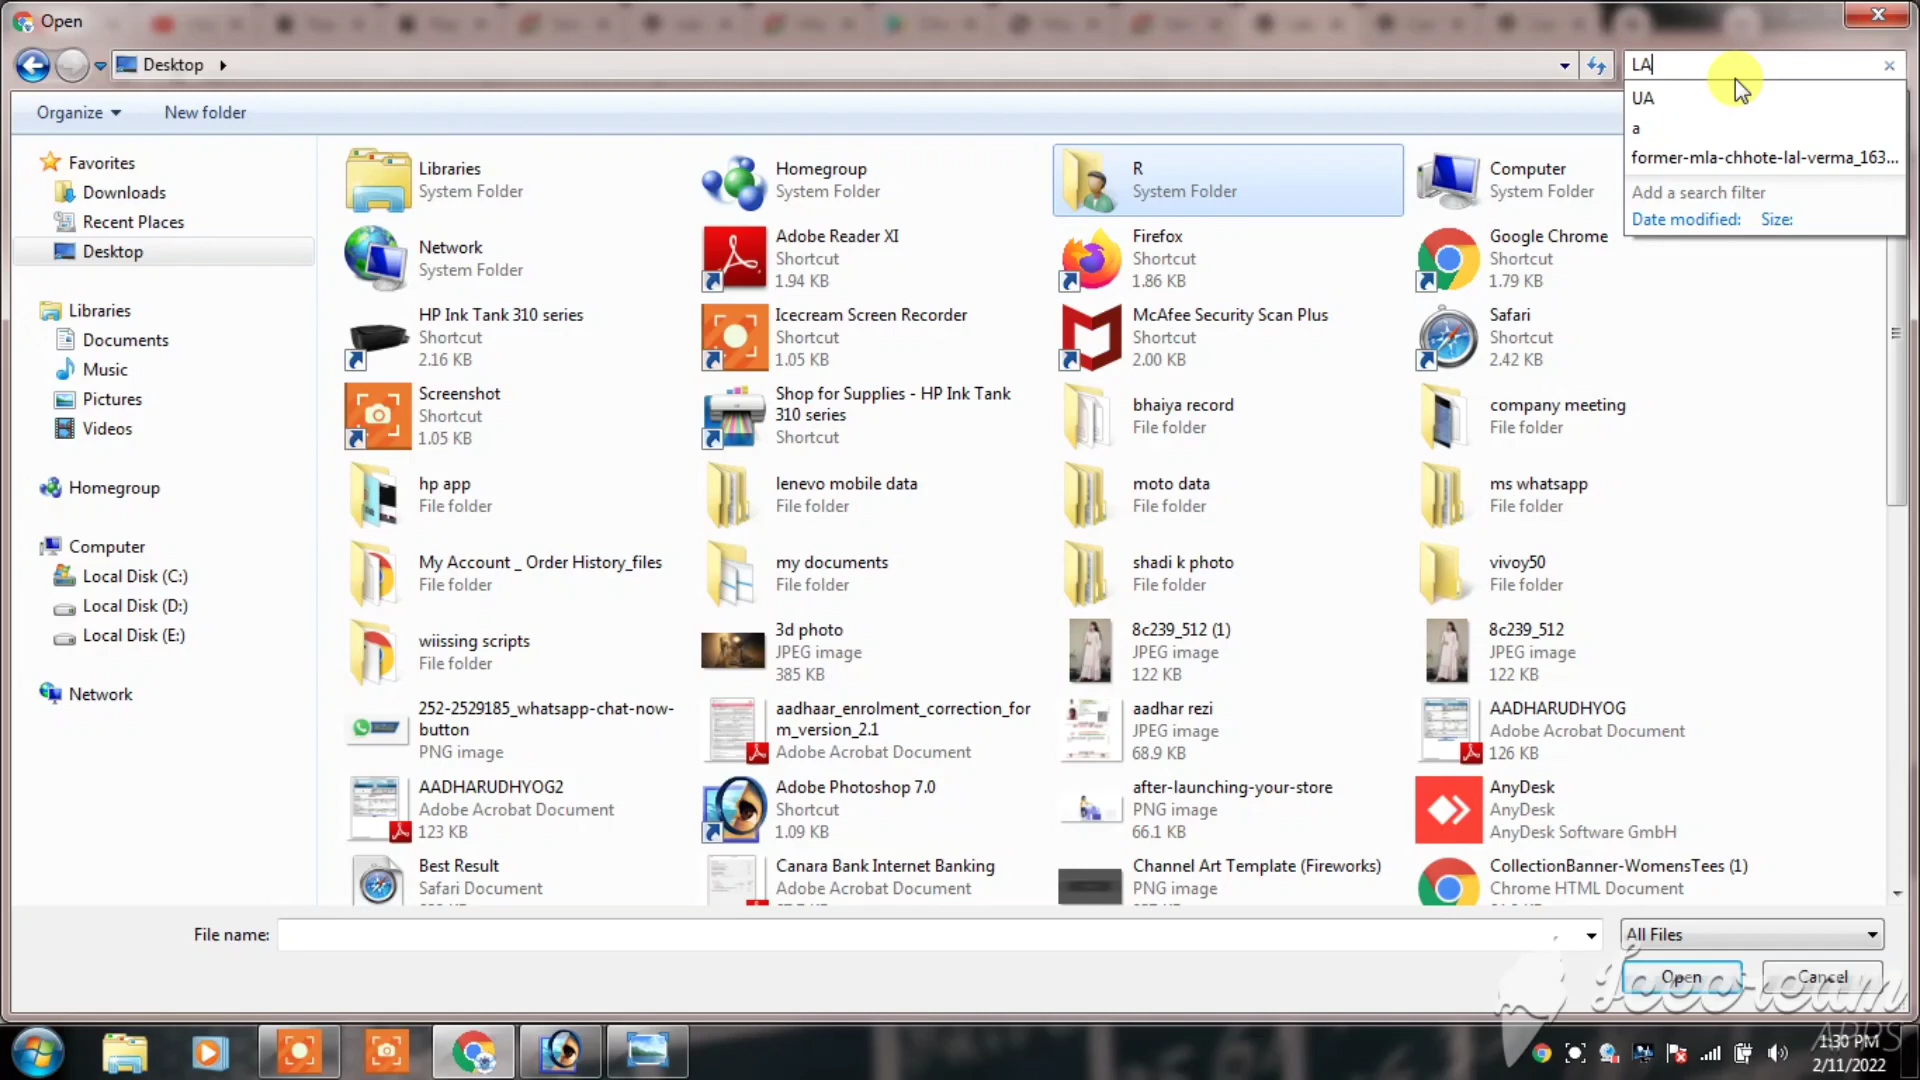 Open
Desktop
LA
Organize
New folder
UA
a
former-mla-chhote-lal-verma_163...
Add a search filter
Date modified: Size:
Favorites
Downloads
Recent Places
Desktop
Libraries
Documents
Music
Pictures
Videos
Homegroup
Computer
Local Disk (C:)
Local Disk (D:)
Local Disk (E:)
Network
Libraries
System Folder
Homegroup
System Folder
R
System Folder
Computer
System Folder
Network
System Folder
Adobe Reader XI
Shortcut
1.94 KB
Firefox
Shortcut
1.86 KB
Google Chrome
Shortcut
1.79 KB
HP Ink Tank 310 series
Shortcut
2.16 KB
Icecream Screen Recorder
Shortcut
1.05 KB
McAfee Security Scan Plus
Shortcut
2.00 KB
Safari
Shortcut
2.42 KB
Screenshot
Shortcut
1.05 KB
Shop for Supplies - HP Ink Tank
310 series
Shortcut
bhaiya record
File folder
company meeting
File folder
hp app
File folder
lenevo mobile data
File folder
moto data
File folder
ms whatsapp
File folder
My Account _ Order History_files
File folder
my documents
File folder
shadi k photo
File folder
vivoy50
File folder
wiissing scripts
File folder
3d photo
JPEG image
385 KB
8c239_512 (1)
JPEG image
122 KB
8c239_512
JPEG image
122 KB
252-2529185_whatsapp-chat-now-
button
PNG image
aadhaar_enrolment_correction_for
m_version_2.1
Adobe Acrobat Document
aadhar rezi
JPEG image
68.9 KB
AADHARUDHYOG
Adobe Acrobat Document
126 KB
AADHARUDHYOG2
Adobe Acrobat Document
123 KB
Adobe Photoshop 7.0
Shortcut
1.09 KB
after-launching-your-store
PNG image
66.1 KB
AnyDesk
AnyDesk
AnyDesk Software GmbH
Best Result
Safari Document
Canara Bank Internet Banking
Adobe Acrobat Document
Channel Art Template (Fireworks)
PNG image
CollectionBanner-WomensTees (1)
Chrome HTML Document
File name:
All Files
Open
Cancel
Icecream
APPS
1:30 PM
2/11/2022